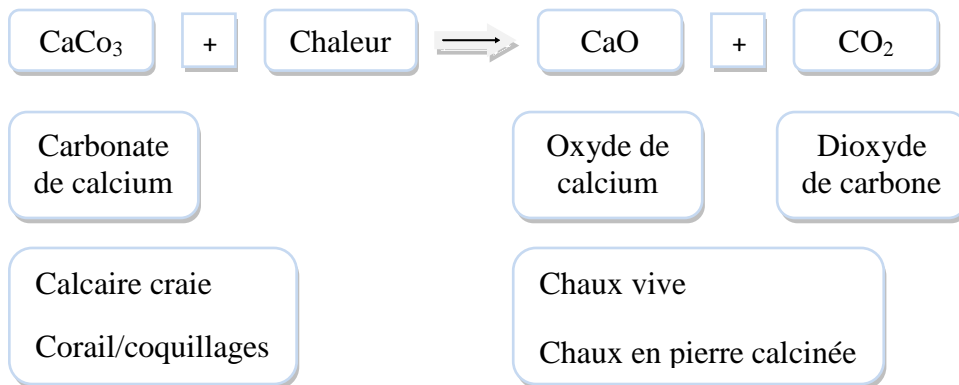 CaCo₃ + Chaleur → CaO + CO₂
Carbonate Oxyde de Dioxyde
de calcium calcium de carbone
Calcaire craie Chaux vive
Corail/coquillages Chaux en pierre calcinée